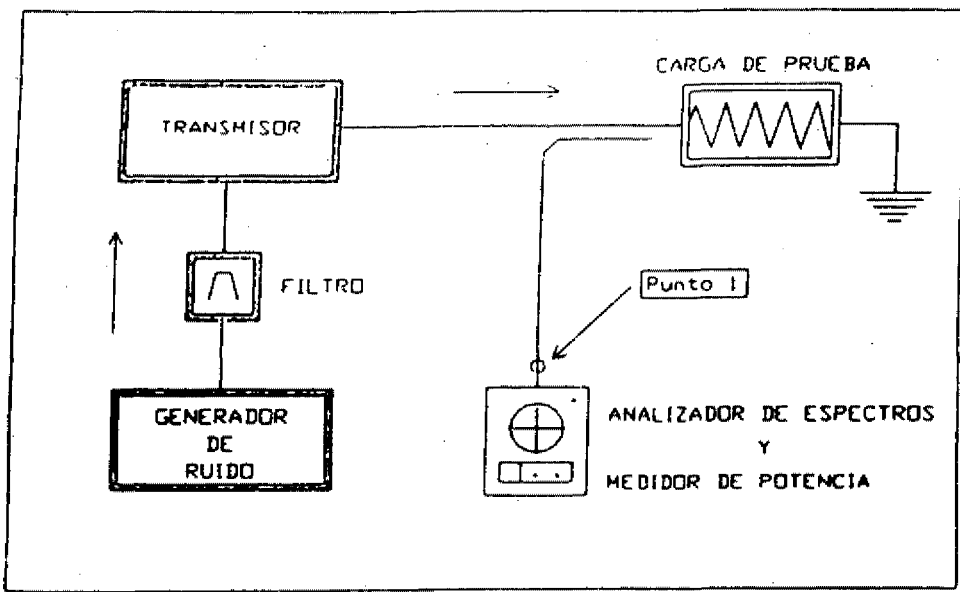 CARGA DE PRUEBA
TRANSMISOR
FILTRO
Punto 1
GENERADOR
DE
RUIDO
ANALIZADOR DE ESPECTROS
Y
MEDIDOR DE POTENCIA